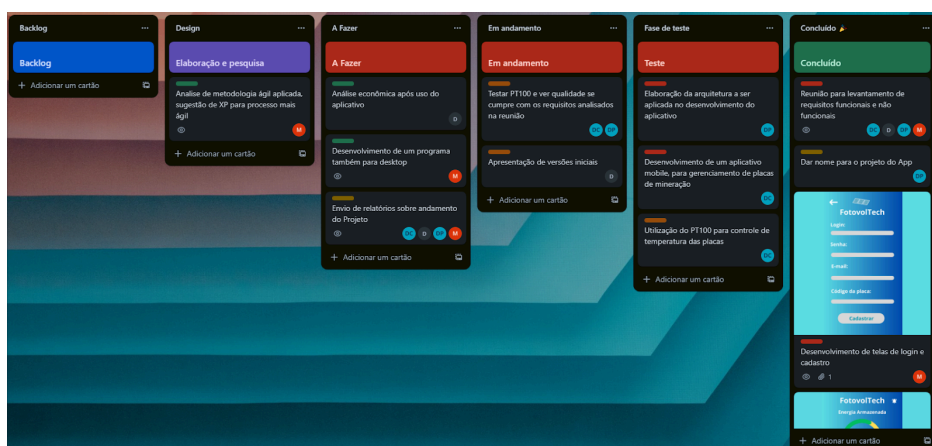 Backlog
Backlog
+ Adicionar um cartão
Design
Elaboração e pesquisa
Analise de metodologia ágil aplicada,
sugestão de XP para processo mais
ágil
M
+ Adicionar um cartão
A Fazer
A Fazer
Análise econômica após uso do
aplicativo
D
Desenvolvimento de um programa
também para desktop
M
Envio de relatórios sobre andamento
do Projeto
DC D DP M
+ Adicionar um cartão
Em andamento
Em andamento
Testar PT100 e ver qualidade se
cumpre com os requisitos analisados
na reunião
DC DP
Apresentação de versões iniciais
D
+ Adicionar um cartão
Fase de teste
Teste
Elaboração da arquitetura a ser
aplicada no desenvolvimento do
aplicativo
DP
Desenvolvimento de um aplicativo
mobile, para gerenciamento de placas
de mineração
DC
Utilização do PT100 para controle de
temperatura das placas
DC
+ Adicionar um cartão
Concluído 🎉
Concluído
Reunião para levantamento de
requisitos funcionais e não
funcionais
DC D DP M
Dar nome para o projeto do App
DP
FotovolTech
Login:
Senha:
E-mail:
Código da placa:
Cadastrar
Desenvolvimento de telas de login e
cadastro
1
M
FotovolTech
Energia Armazenada
+ Adicionar um cartão